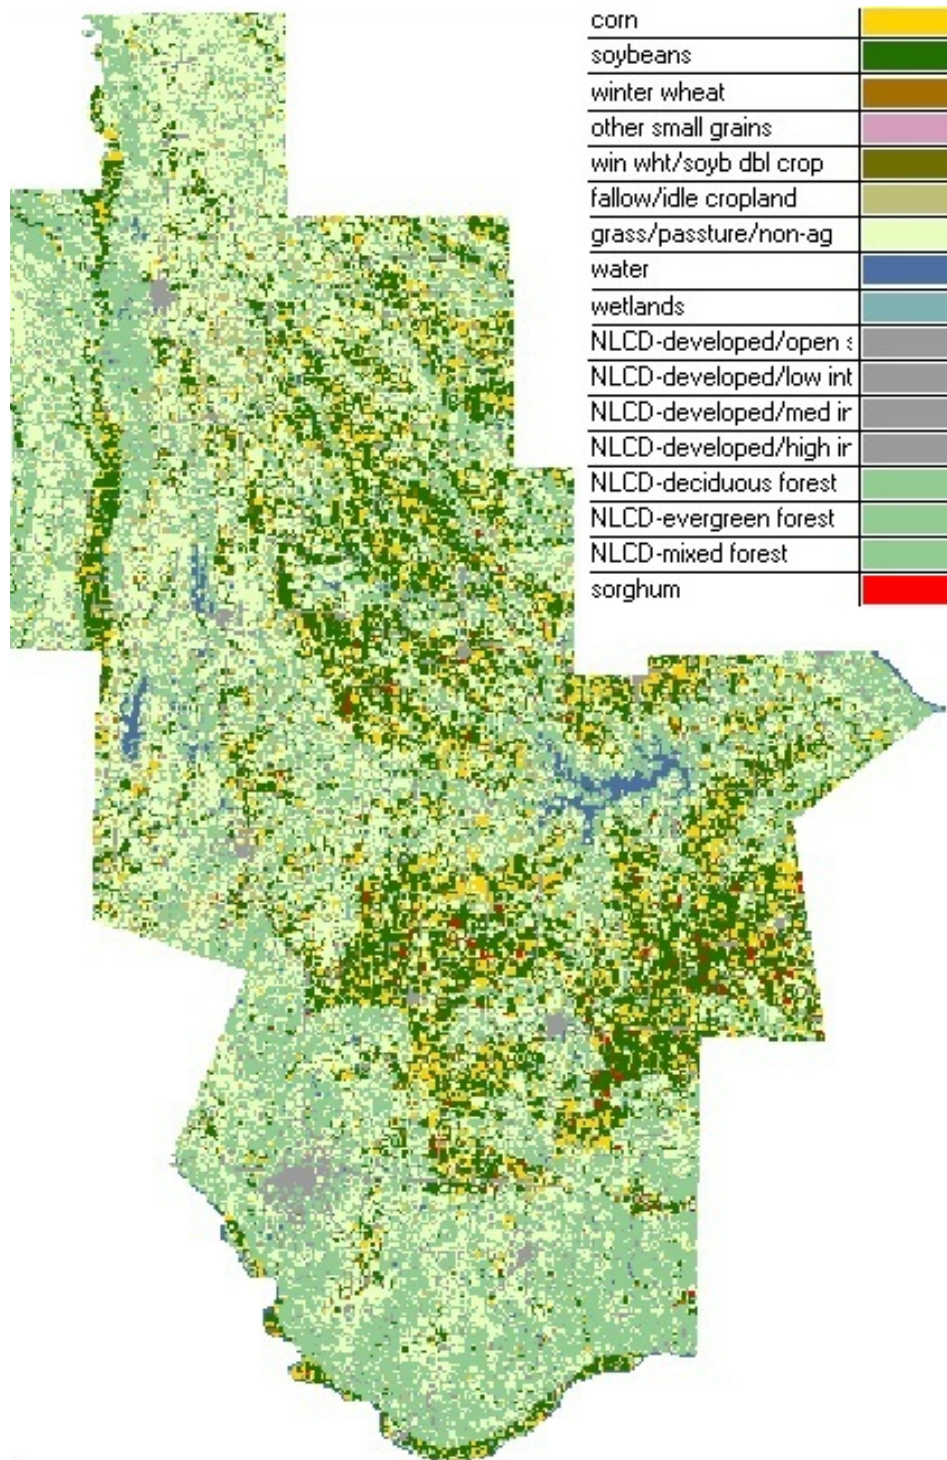 corn
soybeans
winter wheat
other small grains
win wht/soyb dbl crop
fallow/idle cropland
grass/passture/non-ag
water
wetlands
NLCD-developed/open s
NLCD-developed/low int
NLCD-developed/med ir
NLCD-developed/high ir
NLCD-deciduous forest
NLCD-evergreen forest
NLCD-mixed forest
sorghum